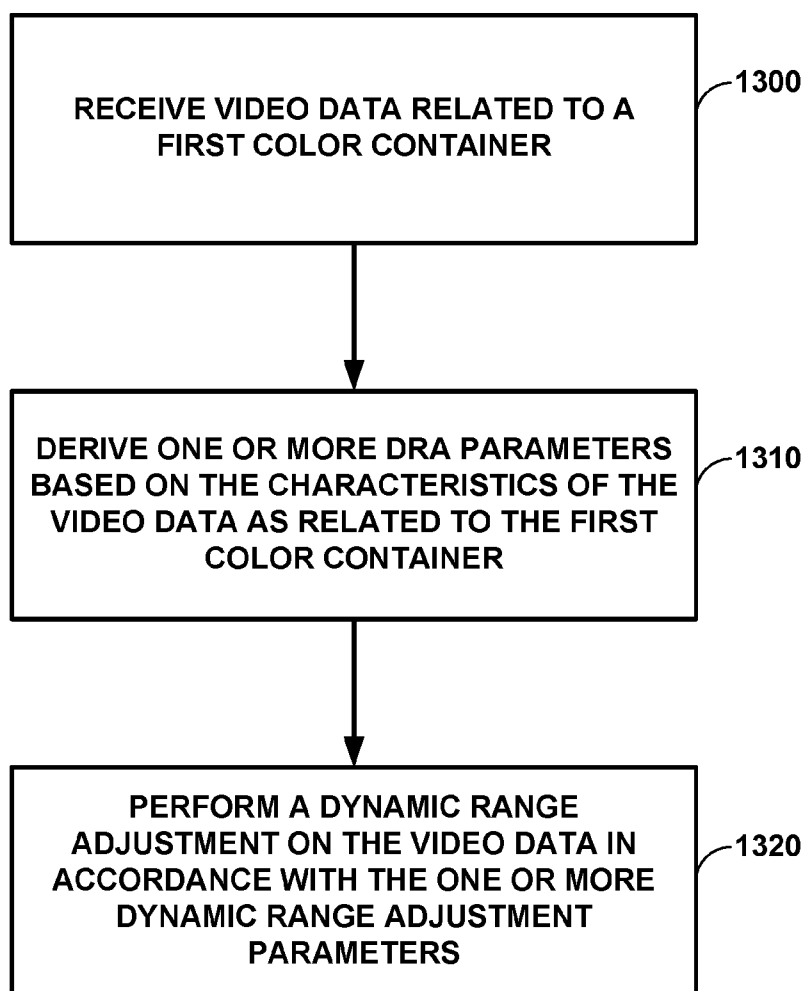 RECEIVE VIDEO DATA RELATED TO A
FIRST COLOR CONTAINER
1300
DERIVE ONE OR MORE DRA PARAMETERS
BASED ON THE CHARACTERISTICS OF THE
VIDEO DATA AS RELATED TO THE FIRST
COLOR CONTAINER
1310
PERFORM A DYNAMIC RANGE
ADJUSTMENT ON THE VIDEO DATA IN
ACCORDANCE WITH THE ONE OR MORE
DYNAMIC RANGE ADJUSTMENT
PARAMETERS
1320